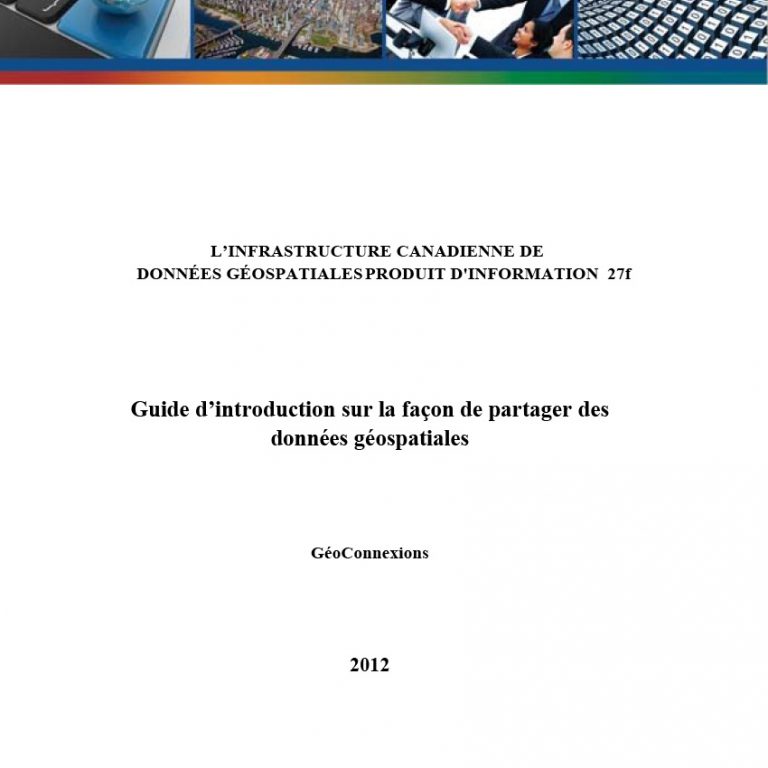 L’INFRASTRUCTURE CANADIENNE DE
DONNÉES GÉOSPATIALES PRODUIT D'INFORMATION 27f
Guide d’introduction sur la façon de partager des
données géospatiales
GéoConnexions
2012